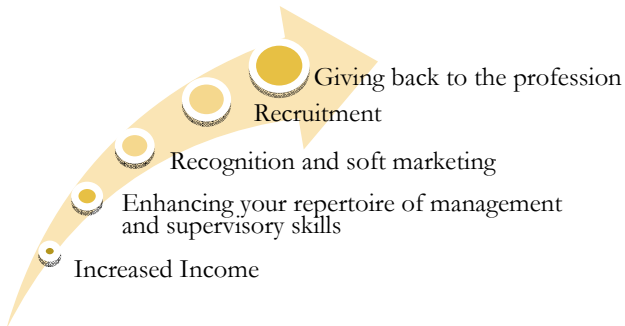 Giving back to the profession
Recruitment
Recognition and soft marketing
Enhancing your repertoire of management
and supervisory skills
Increased Income